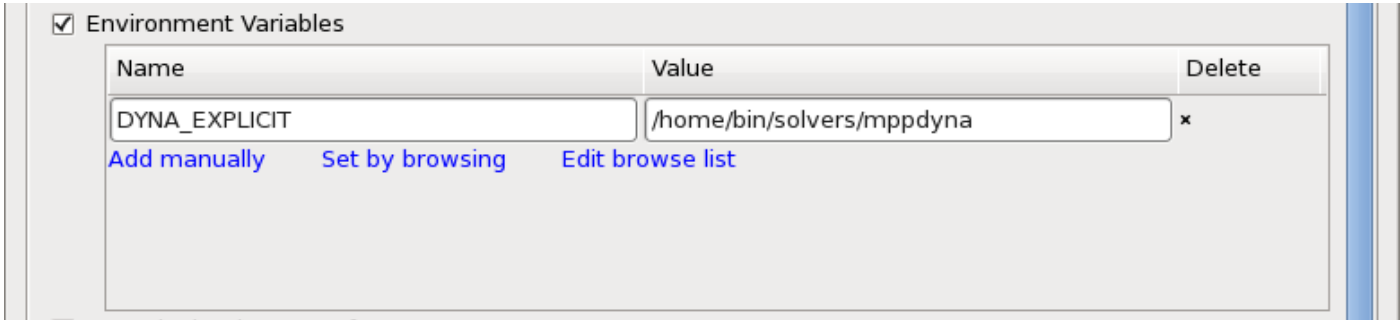 Environment Variables
Name Value Delete
DYNA_EXPLICIT /home/bin/solvers/mppdyna ×
Add manually Set by browsing Edit browse list